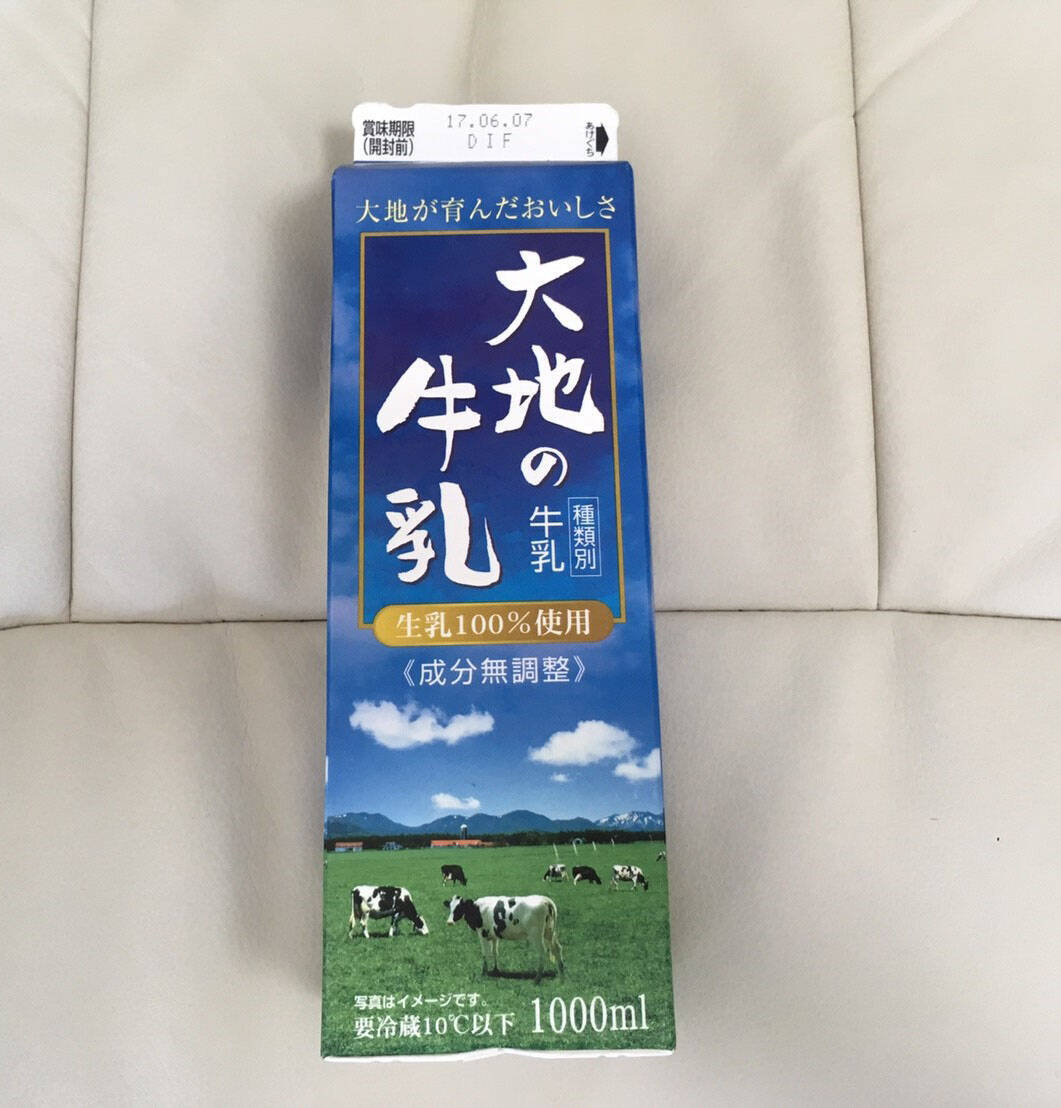 賞味期限
(開封前)
17.06.07
DIF
あけぐち
大地が育んだおいしさ
大地の
牛乳
種類別
牛乳
生乳100%使用
《成分無調整》
写真はイメージです。
要冷蔵10℃以下
1000ml